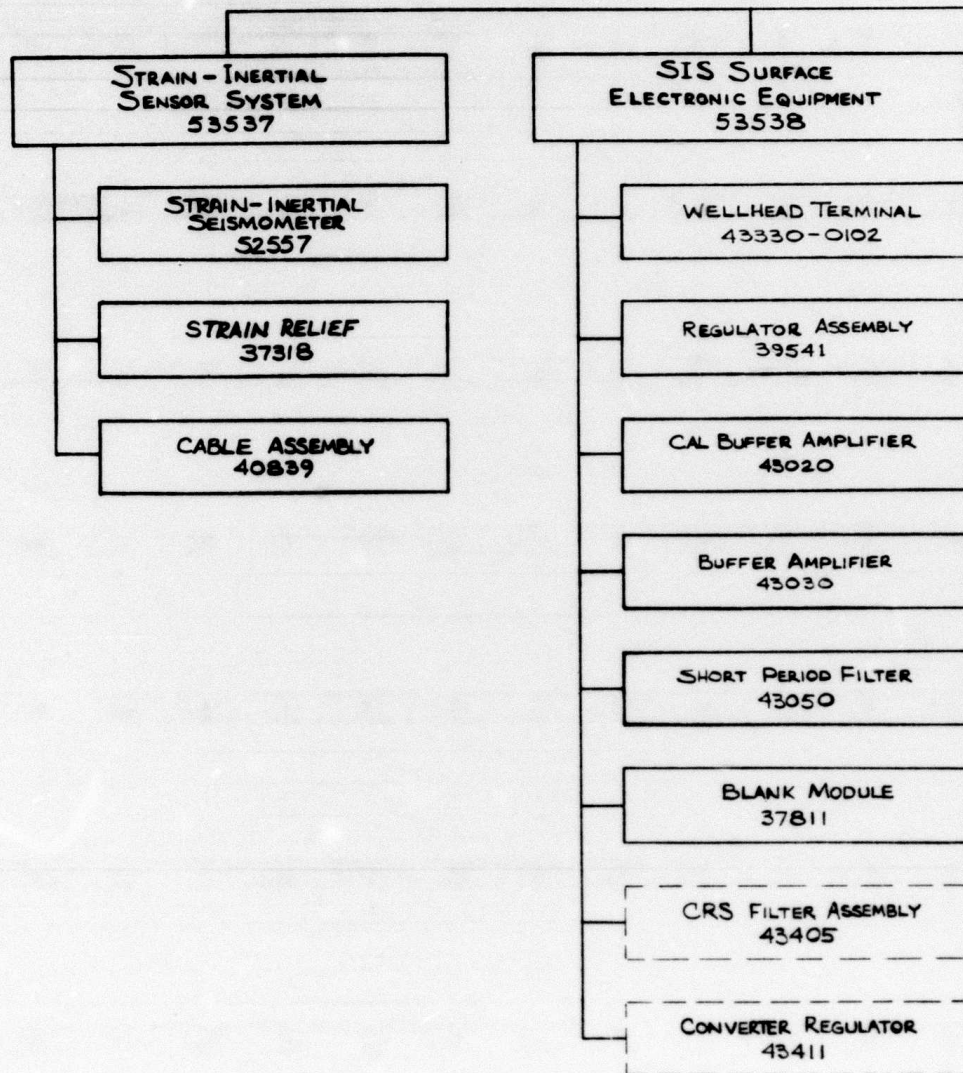 STRAIN-INERTIAL
SENSOR SYSTEM
53537
STRAIN-INERTIAL
SEISMOMETER
52557
STRAIN RELIEF
37318
CABLE ASSEMBLY
40839
SIS SURFACE
ELECTRONIC EQUIPMENT
53538
WELLHEAD TERMINAL
43330-0102
REGULATOR ASSEMBLY
39541
CAL BUFFER AMPLIFIER
43020
BUFFER AMPLIFIER
43030
SHORT PERIOD FILTER
43050
BLANK MODULE
37811
CRS FILTER ASSEMBLY
43405
CONVERTER REGULATOR
43411